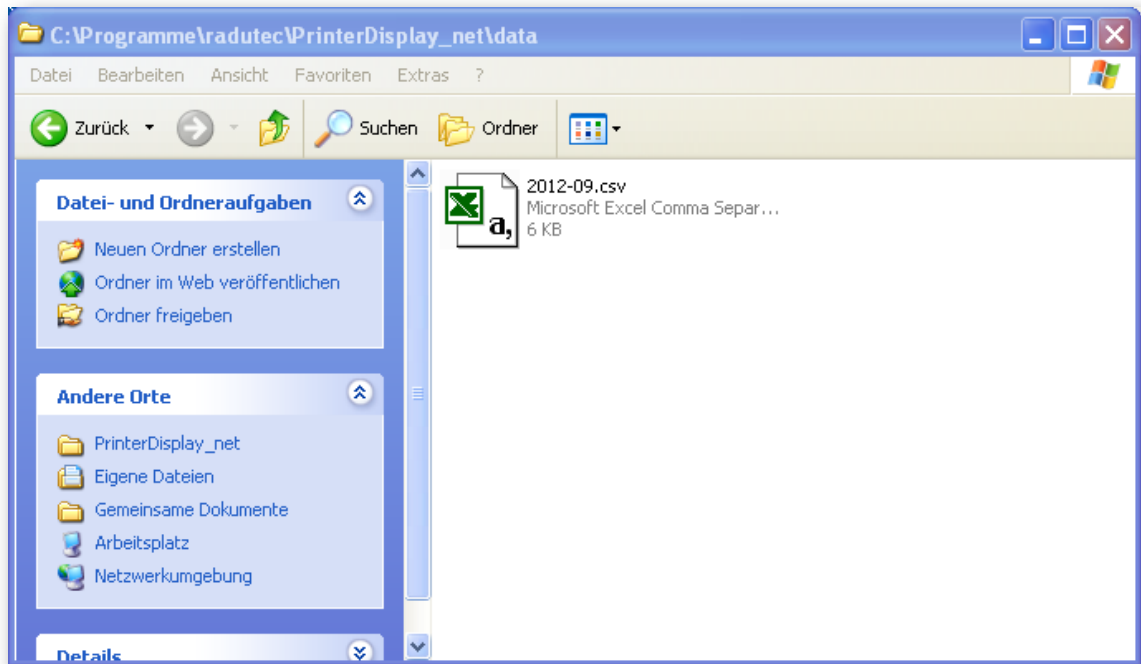 C:\Programme\radutec\PrinterDisplay_net\data
Datei Bearbeiten Ansicht Favoriten Extras ?
Zurück Suchen Ordner
Datei- und Ordneraufgaben
Neuen Ordner erstellen
Ordner im Web veröffentlichen
Ordner freigeben
Andere Orte
PrinterDisplay_net
Eigene Dateien
Gemeinsame Dokumente
Arbeitsplatz
Netzwerkumgebung
Details
a,
2012-09.csv
Microsoft Excel Comma Separ...
6 KB